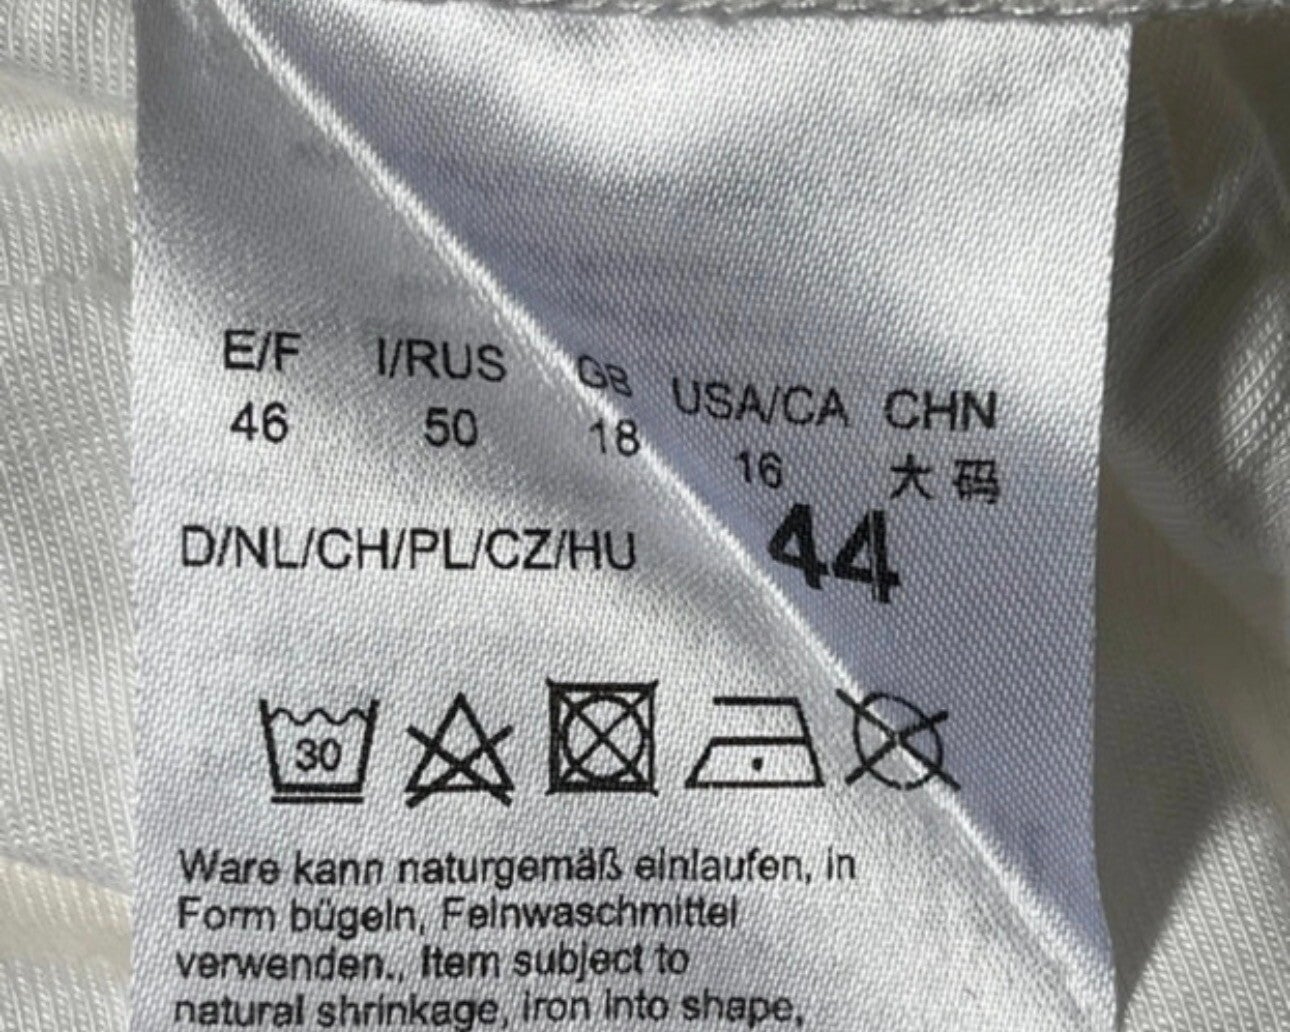 E/F I/RUS GB USA/CA CHN
46 50 18 16 大码
D/NL/CH/PL/CZ/HU 44
30
Ware kann naturgemäß einlaufen, in
Form bügeln, Feinwaschmittel
verwenden., Item subject to
natural shrinkage, iron into shape,